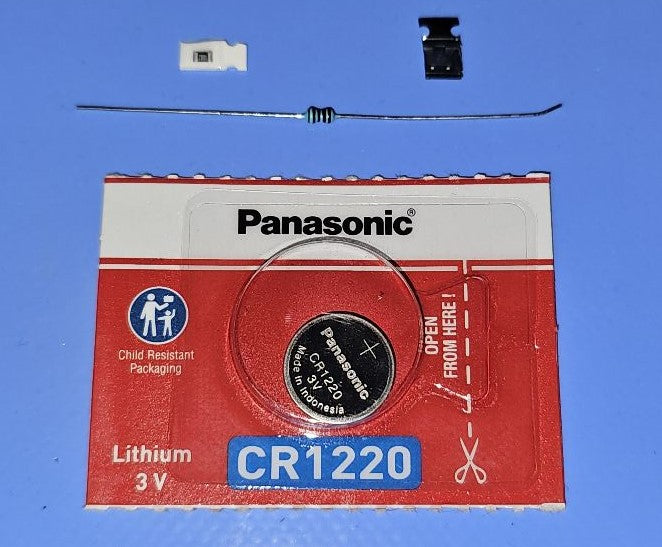 Panasonic®
OPEN
FROM HERE !
Child Resistant
Packaging
Panasonic
CR1220
3V
Made in Indonesia
+
Lithium
3 V
CR1220